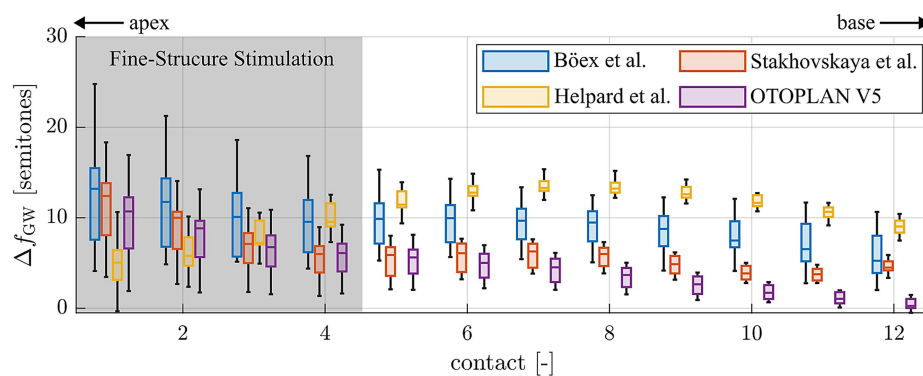 apex
base
Fine-Strucure Stimulation
Böex et al.
Stakhovskaya et al.
Helpard et al.
OTOPLAN V5
30
20
10
0
Δf_GW [semitones]
2
4
6
8
10
12
contact [-]